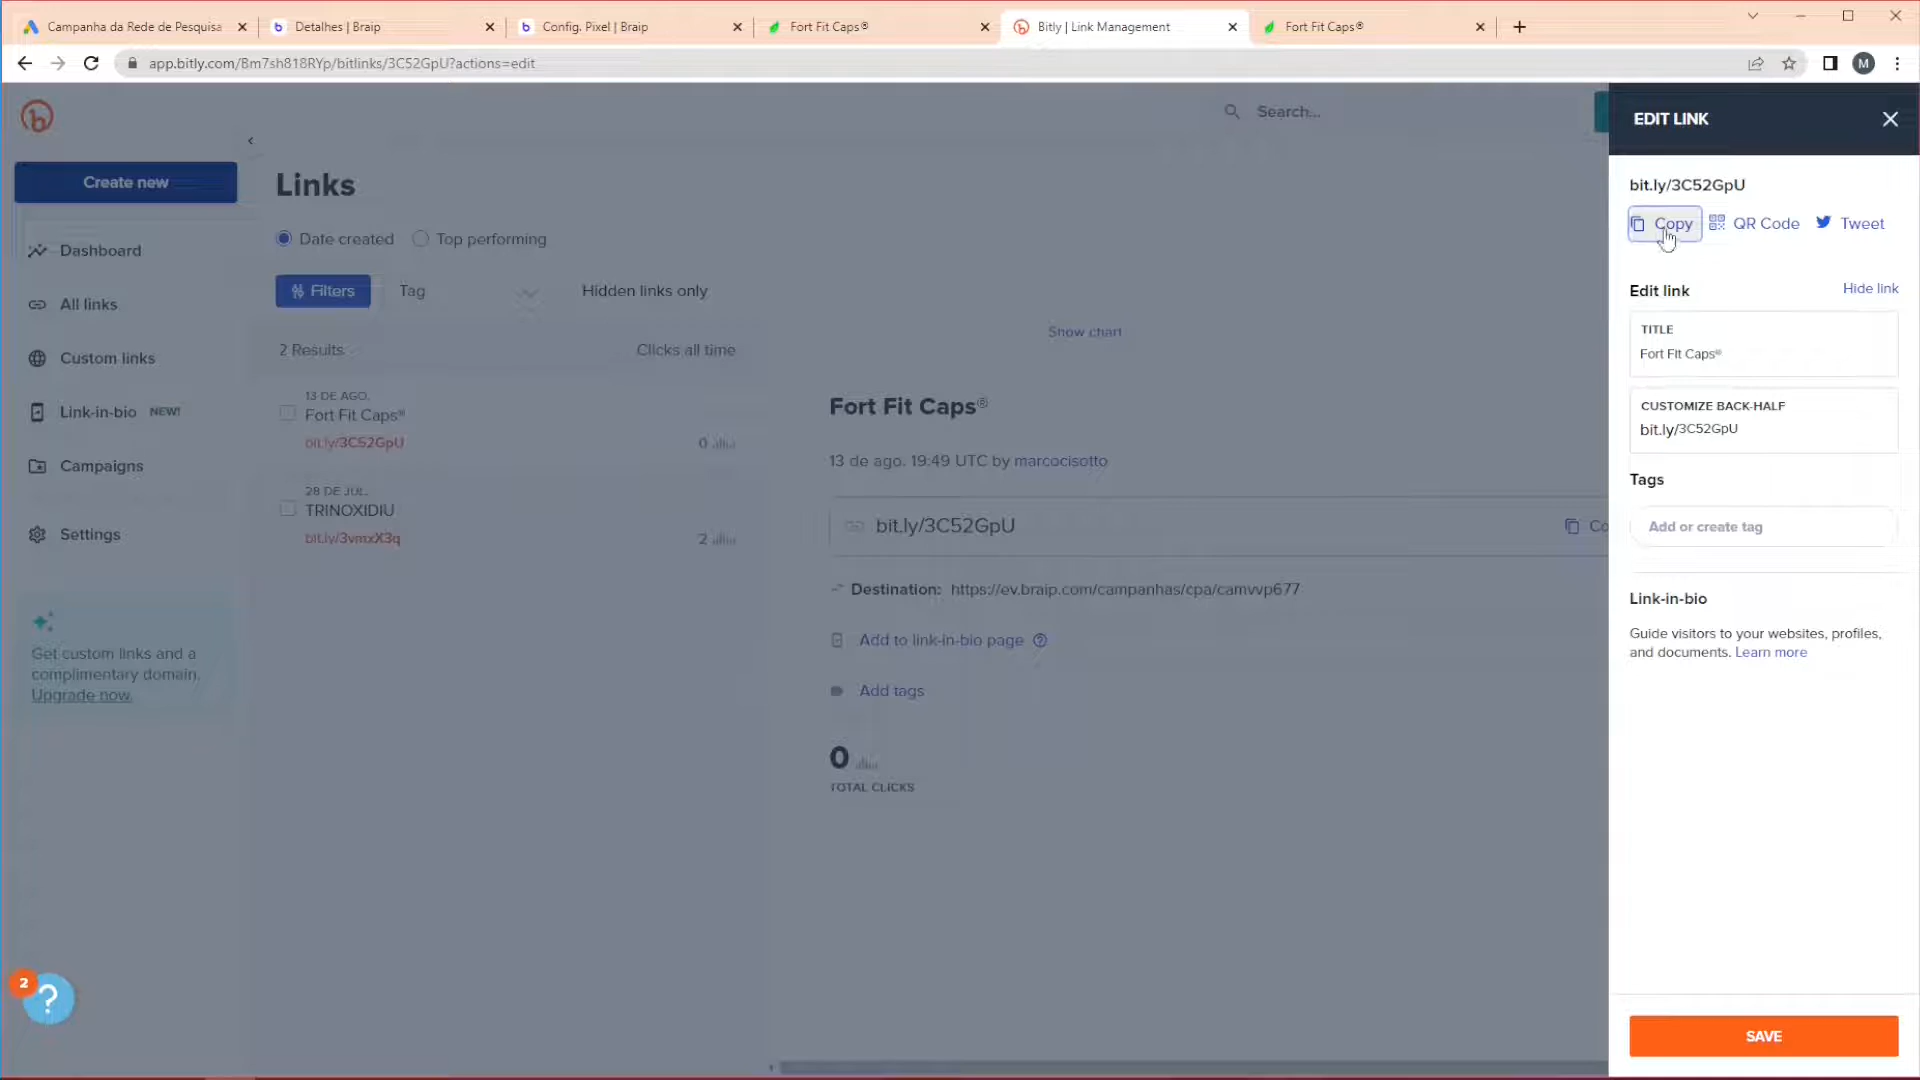 Campanha da Rede de Pesquisa
Detalhes | Braip
Config. Pixel | Braip
Fort Fit Caps®
Bitly | Link Management
Fort Fit Caps®
app.bitly.com/8m7sh818RYp/bitlinks/3C52GpU?actions=edit
M
Search...
Create new
Dashboard
All links
Custom links
Link-in-bio NEW!
Campaigns
Settings
Get custom links and a
complimentary domain.
Upgrade now.
2
?
Links
Date created
Top performing
Filters
Tag
Hidden links only
2 Results
Clicks all time
13 DE AGO.
Fort Fit Caps®
bit.ly/3C52GpU
0
28 DE JUL.
TRINOXIDIU
bit.ly/3vmxX3q
2
Show chart
Fort Fit Caps®
13 de ago. 19:49 UTC by marcocisotto
bit.ly/3C52GpU
Co
Destination: https://ev.braip.com/campanhas/cpa/camvvp677
Add to link-in-bio page
Add tags
0
TOTAL CLICKS
EDIT LINK
bit.ly/3C52GpU
Copy
QR Code
Tweet
Edit link
Hide link
TITLE
Fort Fit Caps®
CUSTOMIZE BACK-HALF
bit.ly/3C52GpU
Tags
Add or create tag
Link-in-bio
Guide visitors to your websites, profiles,
and documents. Learn more
SAVE